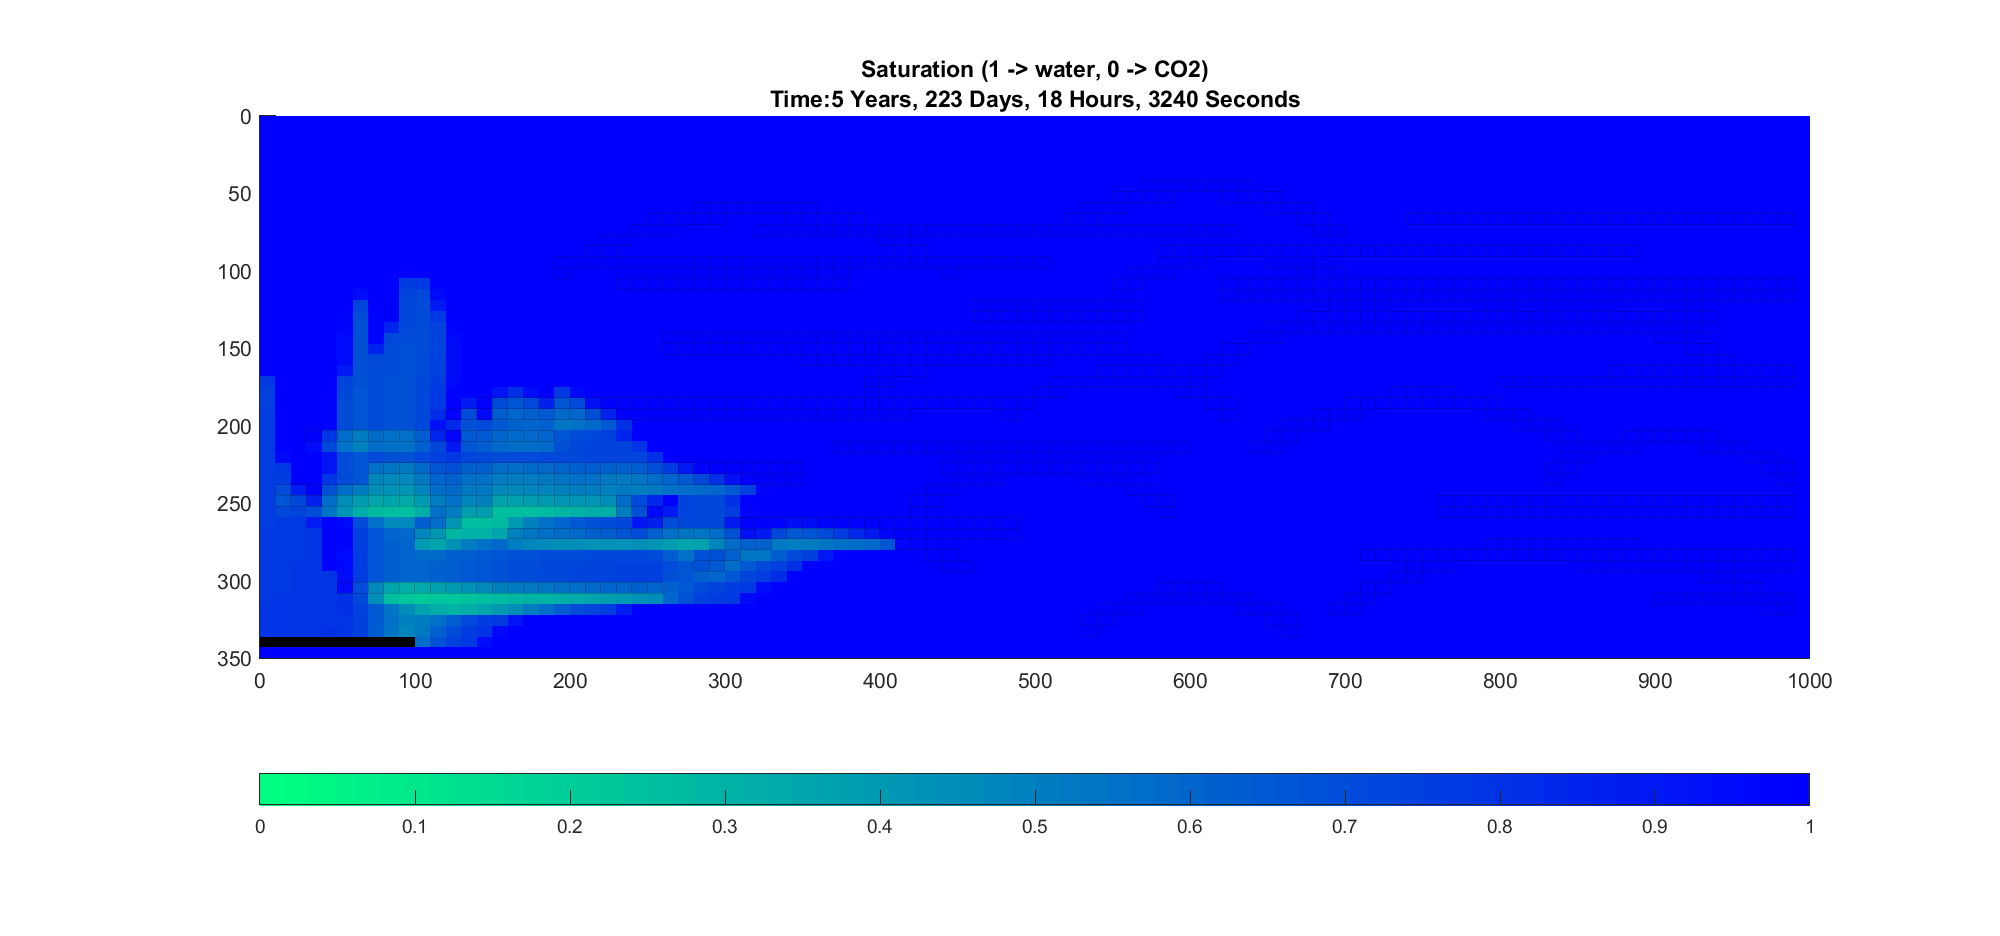 Saturation (1 -> water, 0 -> CO2)
Time:5 Years, 223 Days, 18 Hours, 3240 Seconds
0
50
100
150
200
250
300
350
0 100 200 300 400 500 600 700 800 900 1000
0 0.1 0.2 0.3 0.4 0.5 0.6 0.7 0.8 0.9 1